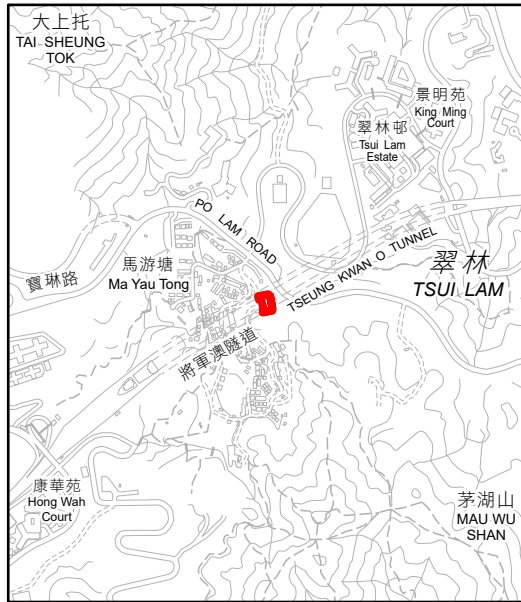 大上托
TAI SHEUNG
TOK
景明苑
King Ming
Court
翠林邨
Tsui Lam
Estate
PO LAM ROAD
馬游塘
Ma Yau Tong
寶琳路
TSEUNG KWAN O TUNNEL
翠林
TSUI LAM
將軍澳隧道
康華苑
Hong Wah
Court
茅湖山
MAU WU
SHAN